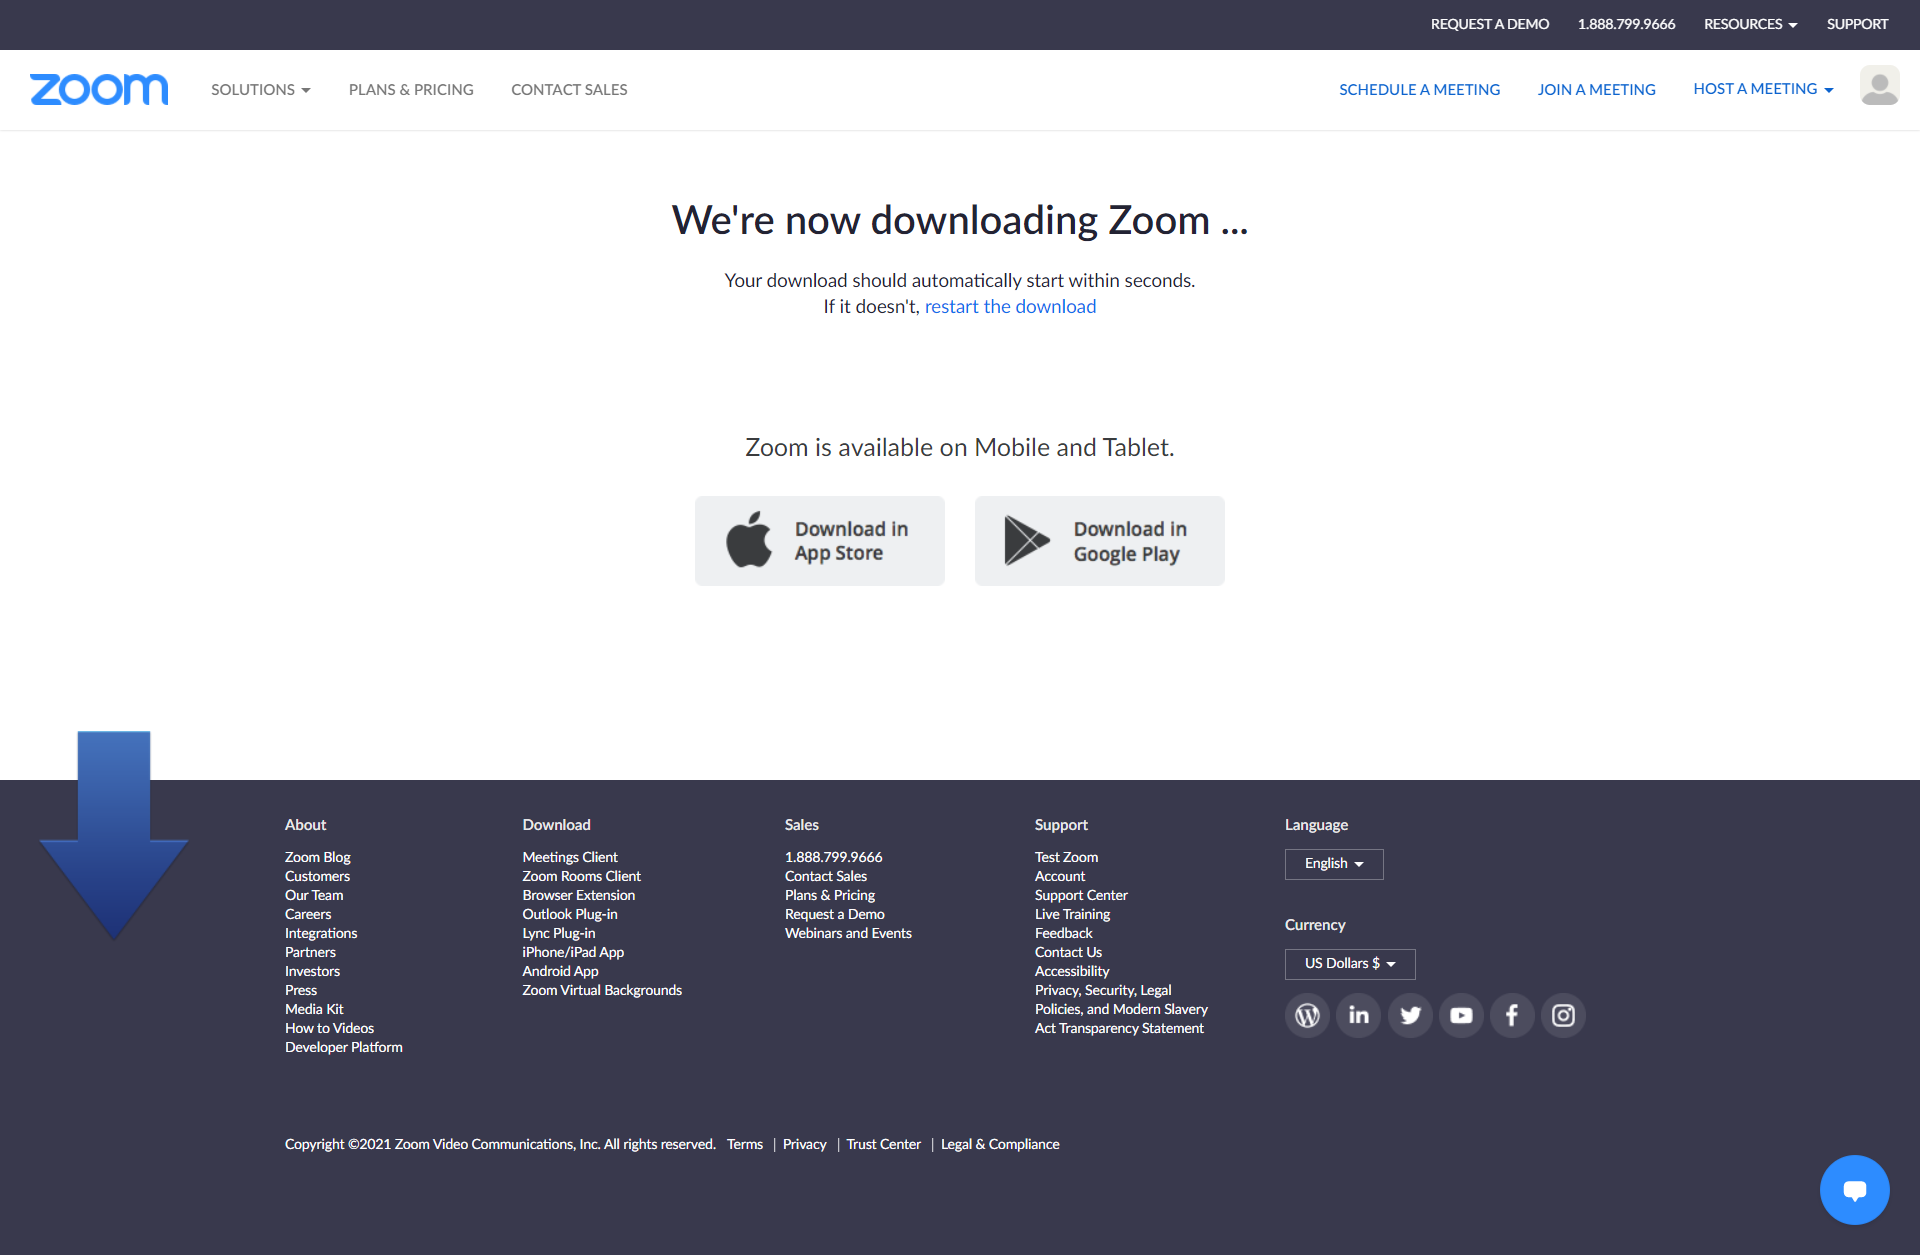 REQUEST A DEMO 1.888.799.9666 RESOURCES SUPPORT
zoom SOLUTIONS PLANS & PRICING CONTACT SALES SCHEDULE A MEETING JOIN A MEETING HOST A MEETING
We're now downloading Zoom ...
Your download should automatically start within seconds.
If it doesn't, restart the download
Zoom is available on Mobile and Tablet.
Download in
App Store
Download in
Google Play
About
Zoom Blog
Customers
Our Team
Careers
Integrations
Partners
Investors
Press
Media Kit
How to Videos
Developer Platform
Download
Meetings Client
Zoom Rooms Client
Browser Extension
Outlook Plug-in
Lync Plug-in
iPhone/iPad App
Android App
Zoom Virtual Backgrounds
Sales
1.888.799.9666
Contact Sales
Plans & Pricing
Request a Demo
Webinars and Events
Support
Test Zoom
Account
Support Center
Live Training
Feedback
Contact Us
Accessibility
Privacy, Security, Legal
Policies, and Modern Slavery
Act Transparency Statement
Language
English
Currency
US Dollars $
Copyright ©2021 Zoom Video Communications, Inc. All rights reserved. Terms | Privacy | Trust Center | Legal & Compliance